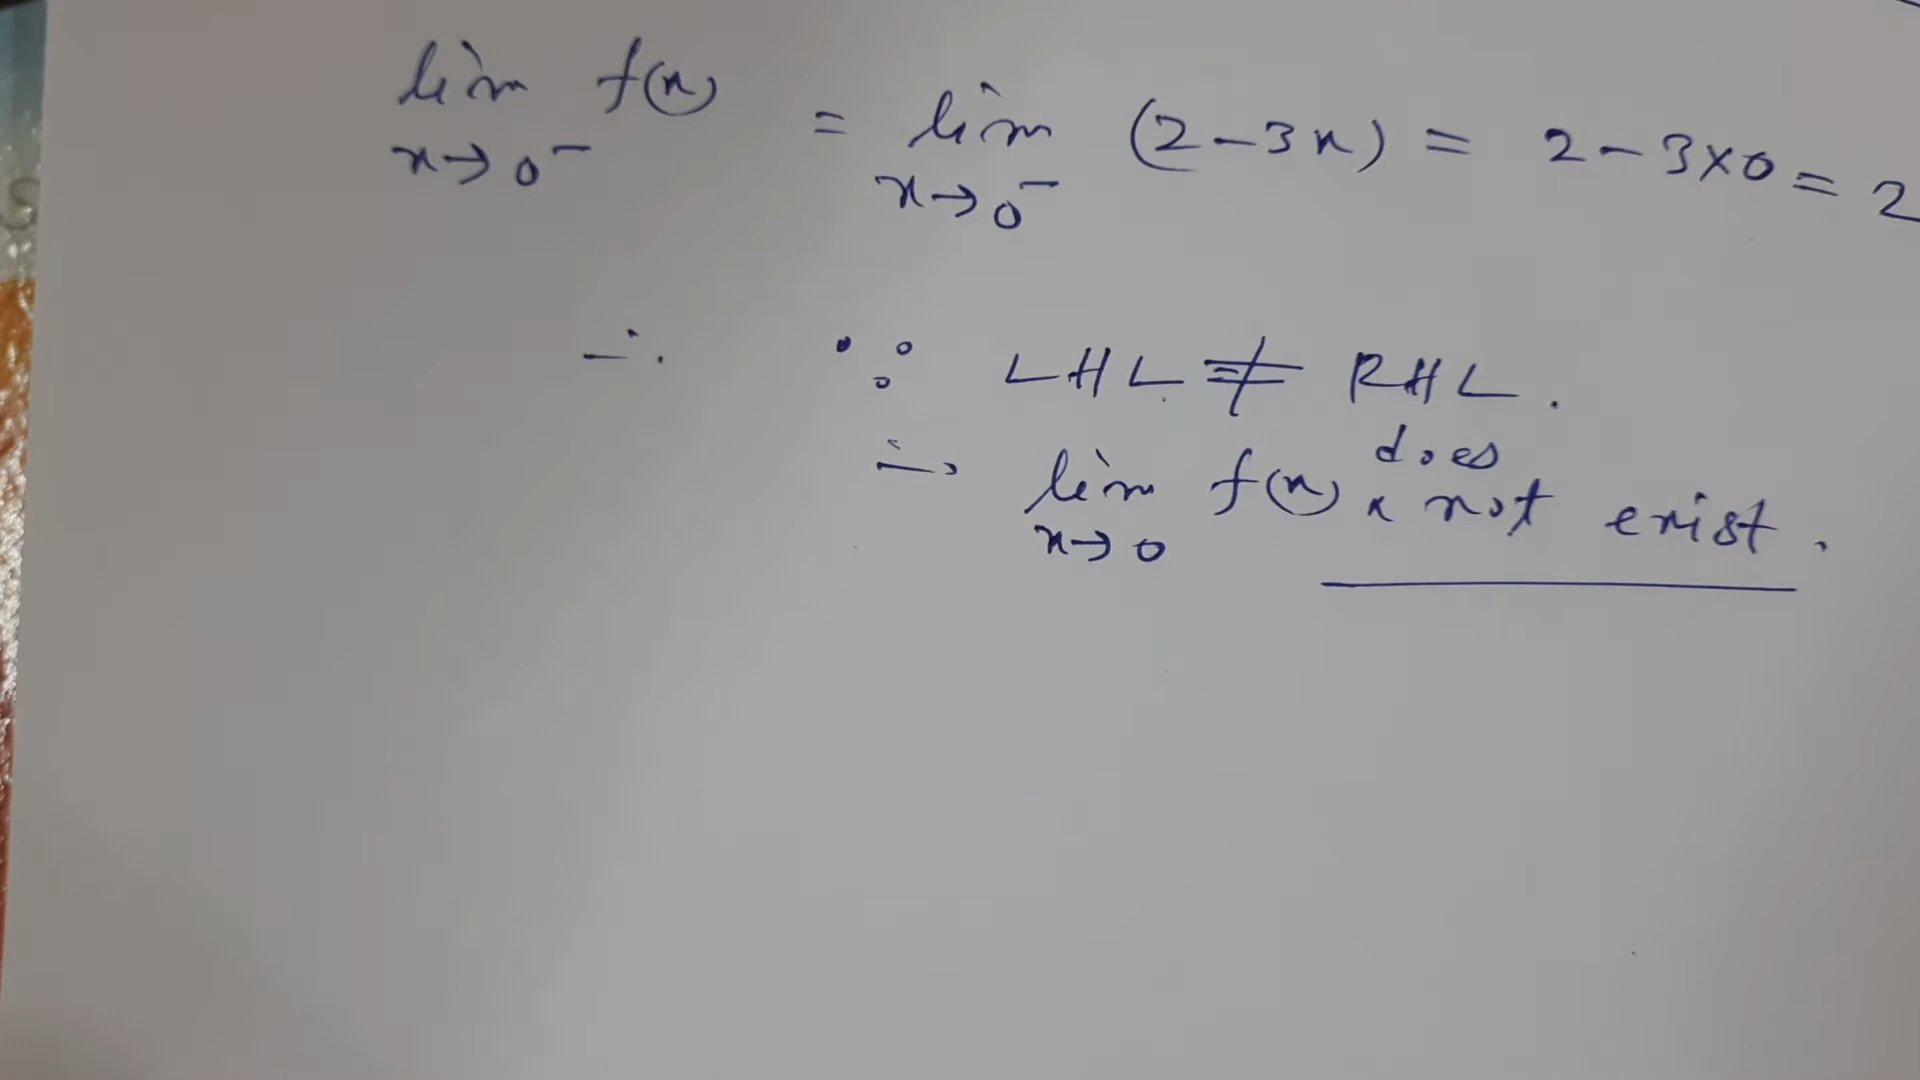 lim f(x) = lim (2-3x) = 2-3×0 = 2
x→0⁻ x→0⁻
∴ ∵ LHL ≠ RHL.
does
∴ lim f(x) ʌ not exist.
x→0